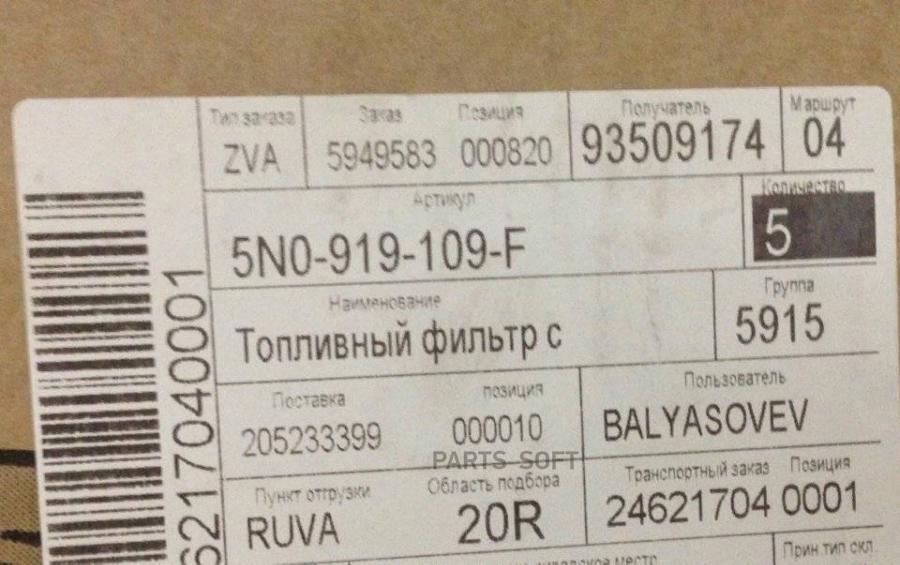 Тип заказа Заказ Позиция Получатель Маршрут
ZVA 5949583 000820 93509174 04
Артикул Количество
5N0-919-109-F 5
Наименование Группа
Топливный фильтр с 5915
Поставка позиция Пользователь
205233399 000010 BALYASOVEV
PARTS SOFT
Пункт отгрузки Область подбора Транспортный заказ Позиция
RUVA 20R 24621704 0001
место Прин.тип скл.
6217040001